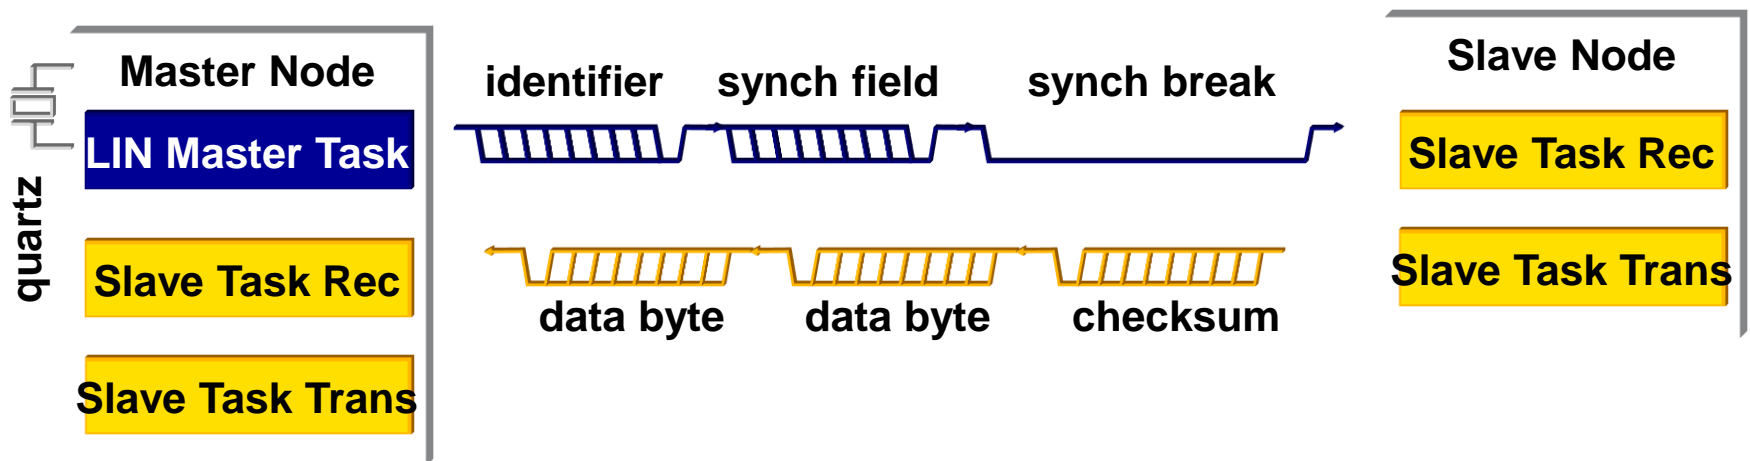 Master Node
quartz
LIN Master Task
Slave Task Rec
Slave Task Trans
identifier
synch field
synch break
data byte
data byte
checksum
Slave Node
Slave Task Rec
Slave Task Trans